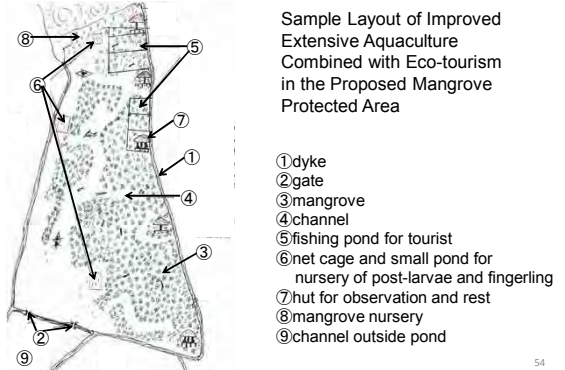 Sample Layout of Improved
Extensive Aquaculture
Combined with Eco-tourism
in the Proposed Mangrove
Protected Area
①dyke
②gate
③mangrove
④channel
⑤fishing pond for tourist
⑥net cage and small pond for
nursery of post-larvae and fingerling
⑦hut for observation and rest
⑧mangrove nursery
⑨channel outside pond
⑧
⑤
⑥
⑦
①
④
③
②
⑨
54